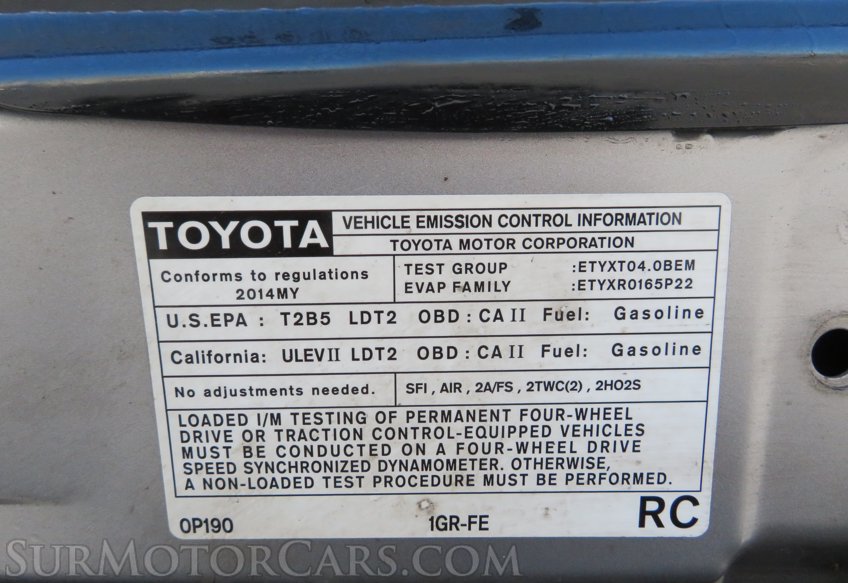 TOYOTA
VEHICLE EMISSION CONTROL INFORMATION
TOYOTA MOTOR CORPORATION
Conforms to regulations
2014MY
TEST GROUP :ETYXT04.0BEM
EVAP FAMILY :ETYXR0165P22
U.S.EPA : T2B5 LDT2 OBD : CA II Fuel: Gasoline
California: ULEV II LDT2 OBD : CA II Fuel: Gasoline
No adjustments needed.
SFI , AIR , 2A/FS , 2TWC(2) , 2HO2S
LOADED I/M TESTING OF PERMANENT FOUR-WHEEL
DRIVE OR TRACTION CONTROL-EQUIPPED VEHICLES
MUST BE CONDUCTED ON A FOUR-WHEEL DRIVE
SPEED SYNCHRONIZED DYNAMOMETER. OTHERWISE,
A NON-LOADED TEST PROCEDURE MUST BE PERFORMED.
0P190 1GR-FE RC
SURMOTORCARS.COM